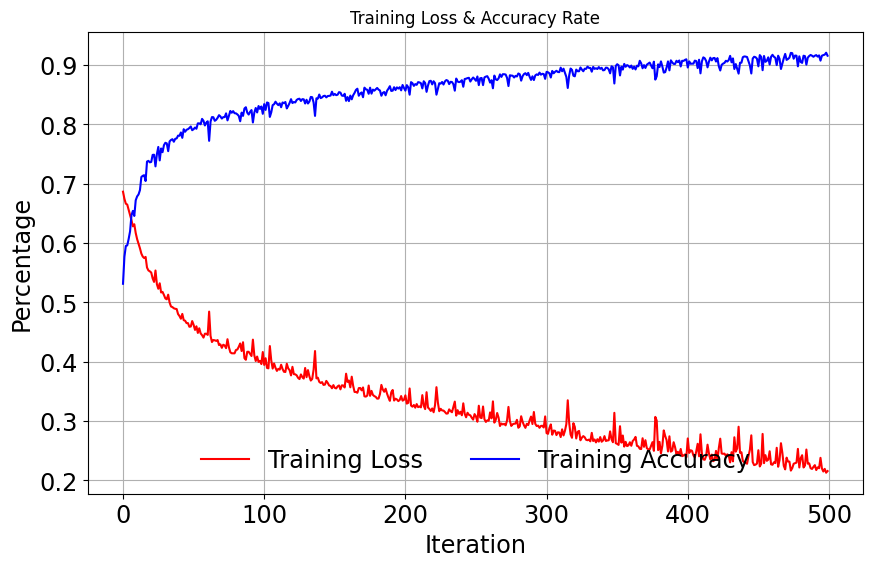 Training Loss & Accuracy Rate
Percentage
0.9
0.8
0.7
0.6
0.5
0.4
0.3
0.2
Training Loss
Training Accuracy
0 100 200 300 400 500
Iteration